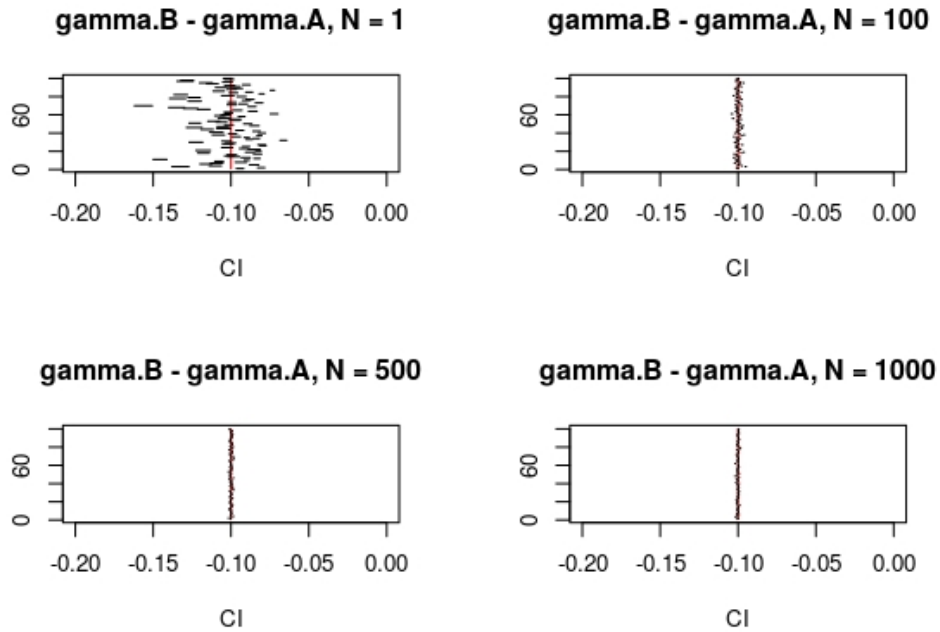 gamma.B - gamma.A, N = 1
60
0
-0.20 -0.15 -0.10 -0.05 0.00
CI
gamma.B - gamma.A, N = 100
60
0
-0.20 -0.15 -0.10 -0.05 0.00
CI
gamma.B - gamma.A, N = 500
60
0
-0.20 -0.15 -0.10 -0.05 0.00
CI
gamma.B - gamma.A, N = 1000
60
0
-0.20 -0.15 -0.10 -0.05 0.00
CI